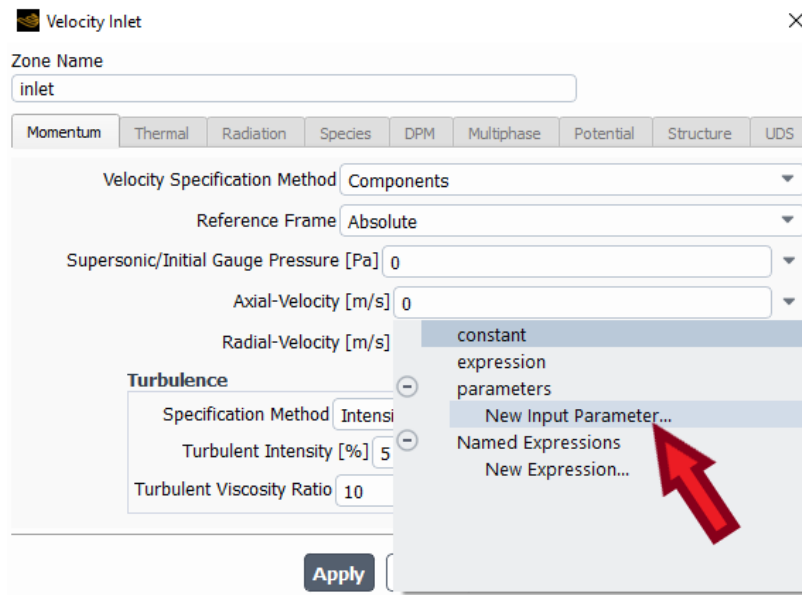 Velocity Inlet
Zone Name
inlet
Momentum Thermal Radiation Species DPM Multiphase Potential Structure UDS
Velocity Specification Method Components
Reference Frame Absolute
Supersonic/Initial Gauge Pressure [Pa] 0
Axial-Velocity [m/s] 0
Radial-Velocity [m/s]
constant
expression
parameters
New Input Parameter...
Named Expressions
New Expression...
Turbulence
Specification Method
Turbulent Intensity [%] 5
Turbulent Viscosity Ratio 10
Apply